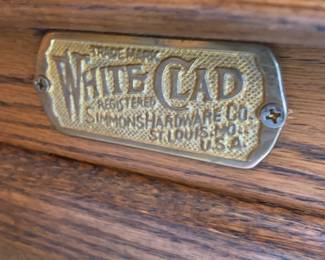 TRADE MARK
WHITE CLAD
REGISTERED
SIMMONS HARDWARE CO.
ST. LOUIS, MO.,
U.S.A.